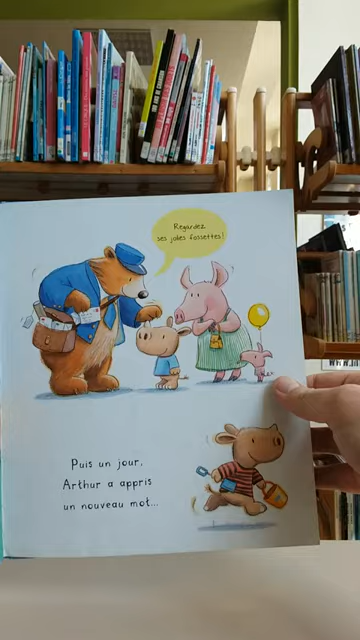 Regardez
ses jolies fossettes!
Puis un jour,
Arthur a appris
un nouveau mot...